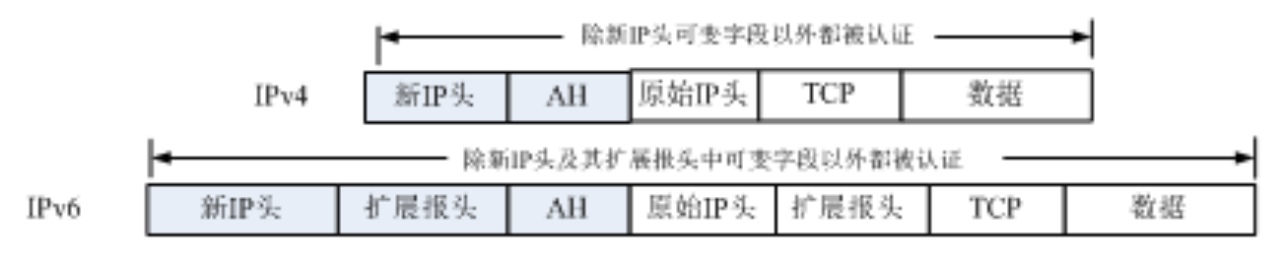 除新IP头可变字段以外都被认证
IPv4 新IP头 AH 原始IP头 TCP 数据
除新IP头及其扩展报头中可变字段以外都被认证
IPv6 新IP头 扩展报头 AH 原始IP头 扩展报头 TCP 数据